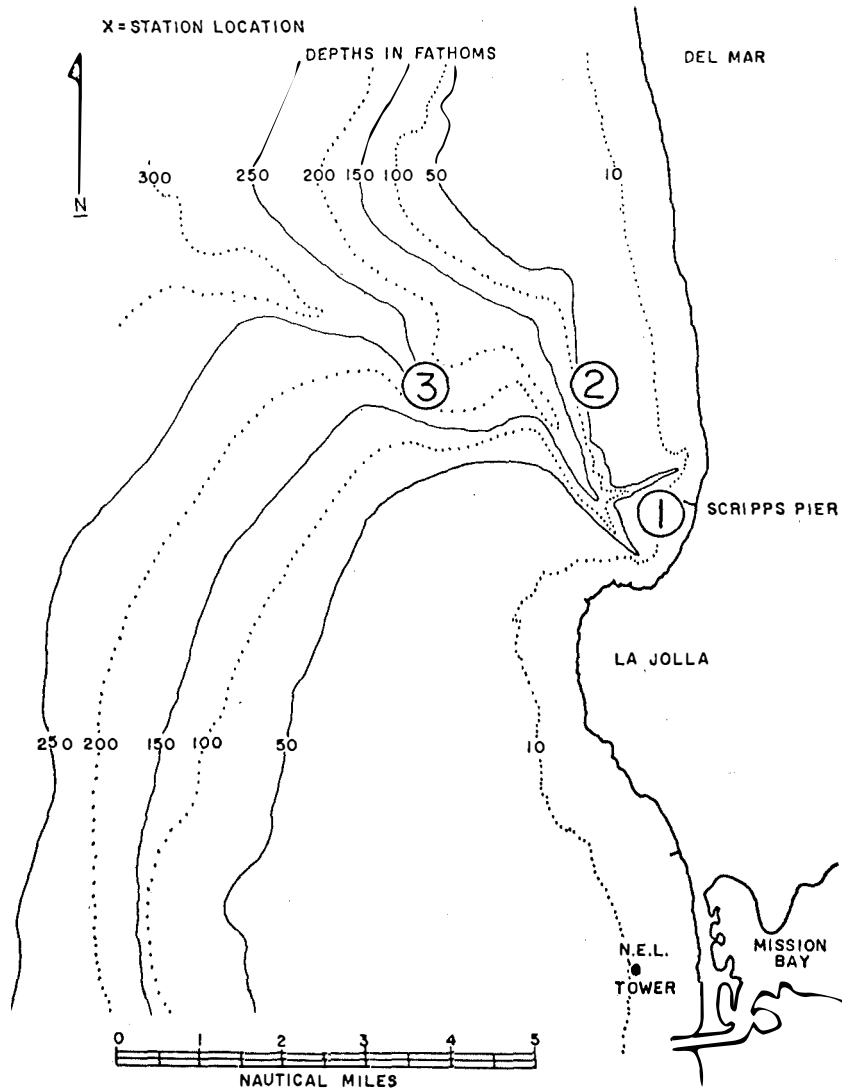 X = STATION LOCATION
DEPTHS IN FATHOMS
DEL MAR
N
300
250
200
150
100
50
10
3
2
1
SCRIPPS PIER
LA JOLLA
250
200
150
100
50
10
N.E.L.
TOWER
MISSION
BAY
0 1 2 3 4 5
NAUTICAL MILES